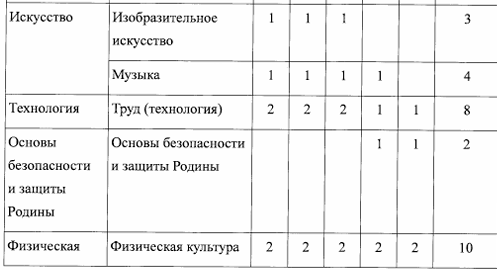 Искусство Изобразительное 1 1 1 3
искусство
Музыка 1 1 1 1 4
Технология Труд (технология) 2 2 2 1 1 8
Основы Основы безопасности 1 1 2
безопасности и защиты Родины
и защиты
Родины
Физическая Физическая культура 2 2 2 2 2 10